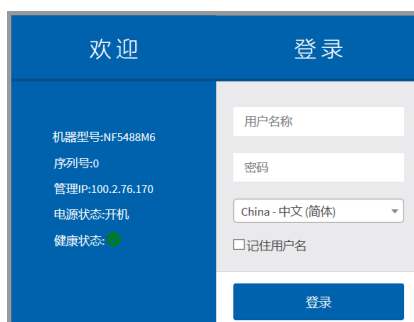 欢迎
机器型号:NF5488M6
序列号:0
管理IP:100.2.76.170
电源状态:开机
健康状态:
登录
用户名称
密码
China - 中文 (简体)
记住用户名
登录